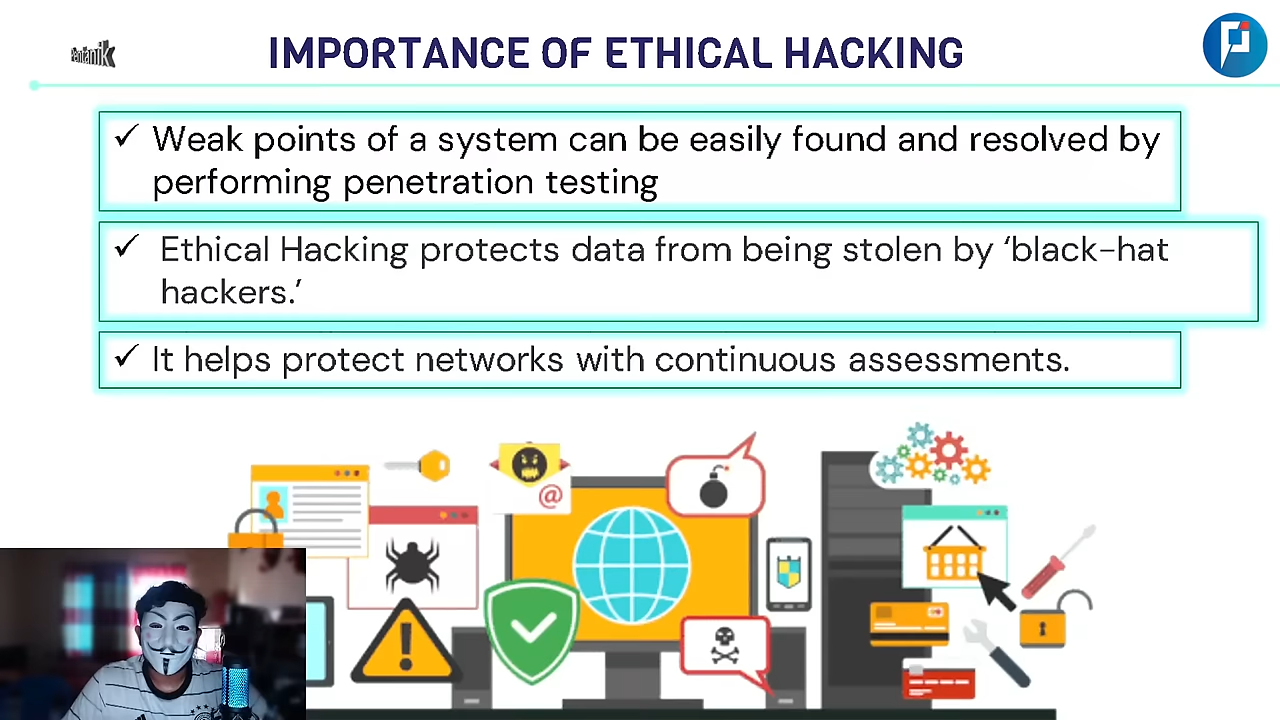 Pentanik
IMPORTANCE OF ETHICAL HACKING
✓ Weak points of a system can be easily found and resolved by
performing penetration testing
✓ Ethical Hacking protects data from being stolen by ‘black-hat
hackers.’
✓ It helps protect networks with continuous assessments.
@